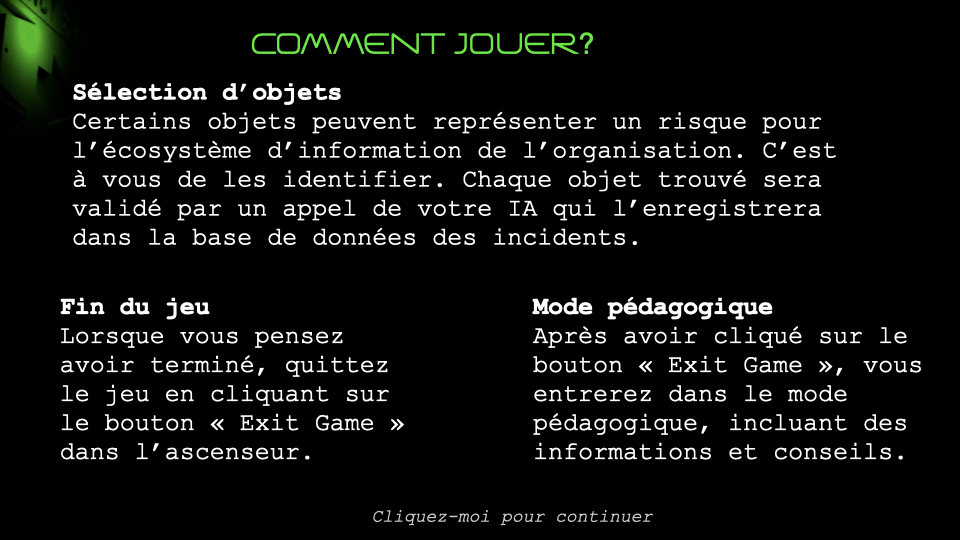 COMMENT JOUER?
Sélection d’objets
Certains objets peuvent représenter un risque pour
l’écosystème d’information de l’organisation. C’est
à vous de les identifier. Chaque objet trouvé sera
validé par un appel de votre IA qui l’enregistrera
dans la base de données des incidents.
Fin du jeu
Lorsque vous pensez
avoir terminé, quittez
le jeu en cliquant sur
le bouton « Exit Game »
dans l’ascenseur.
Mode pédagogique
Après avoir cliqué sur le
bouton « Exit Game », vous
entrerez dans le mode
pédagogique, incluant des
informations et conseils.
Cliquez-moi pour continuer